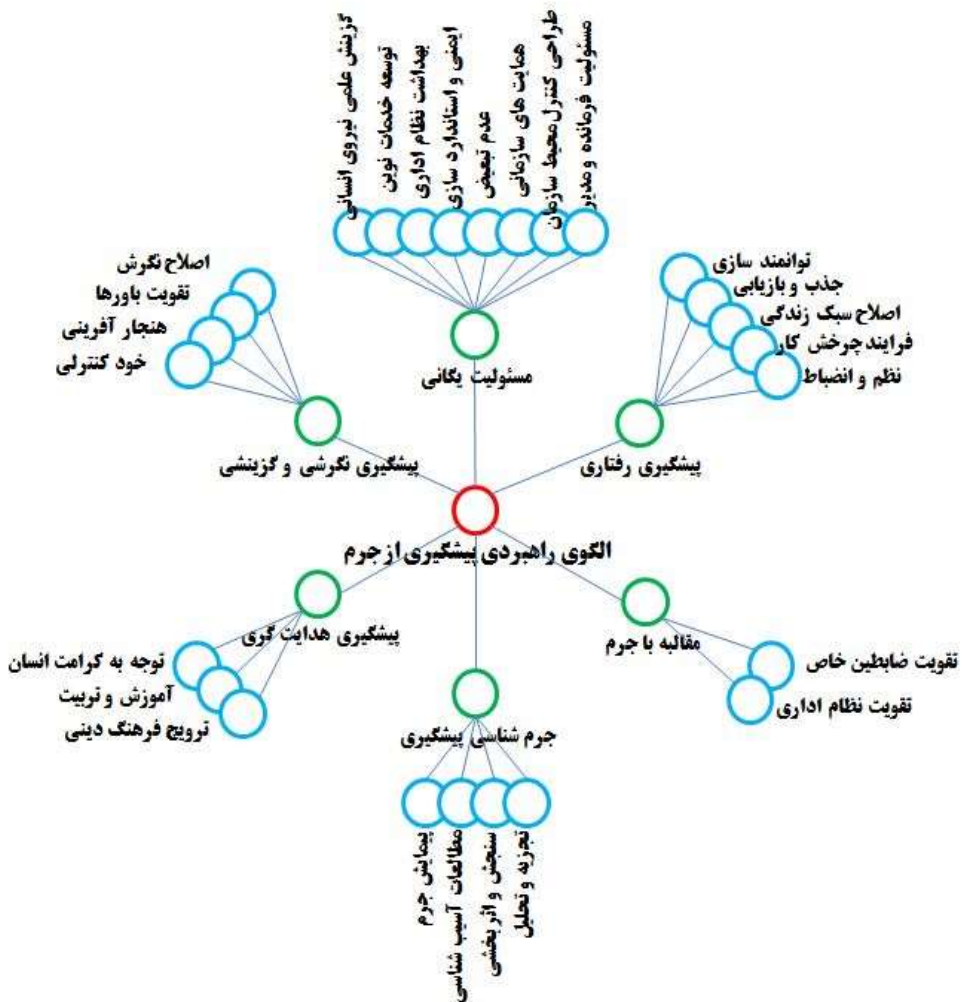 مسئولیت فرمانده و مدیر
طراحی کنترل محیط سازمان
همایت های سازمانی
عدم تبعیض
ایمنی و استاندارد سازی
بهداشت نظام اداری
توسعه خدمات نوین
گزینش علمی نیروی انسانی
مسئولیت یگانی
توانمند سازی
جذب و بازیابی
اصلاح سبک زندگی
فرایند چرخش کار
نظم و انضباط
پیشگیری رفتاری
اصلاح نگرش
تقویت باورها
هنجار آفرینی
خود کنترلی
پیشگیری نگرشی و گزینشی
الگوی راهبردی پیشگیری از جرم
مقالبه با جرم
تقویت ضابطین خاص
تقویت نظام اداری
پیشگیری هدایت گری
توجه به کرامت انسان
آموزش و تربیت
ترویج فرهنگ دینی
جرم شناسی پیشگیری
تجزیه و تحلیل
سنجش و اثر بخشی
مطالعات آسیب شناسی
پیمایش جرم